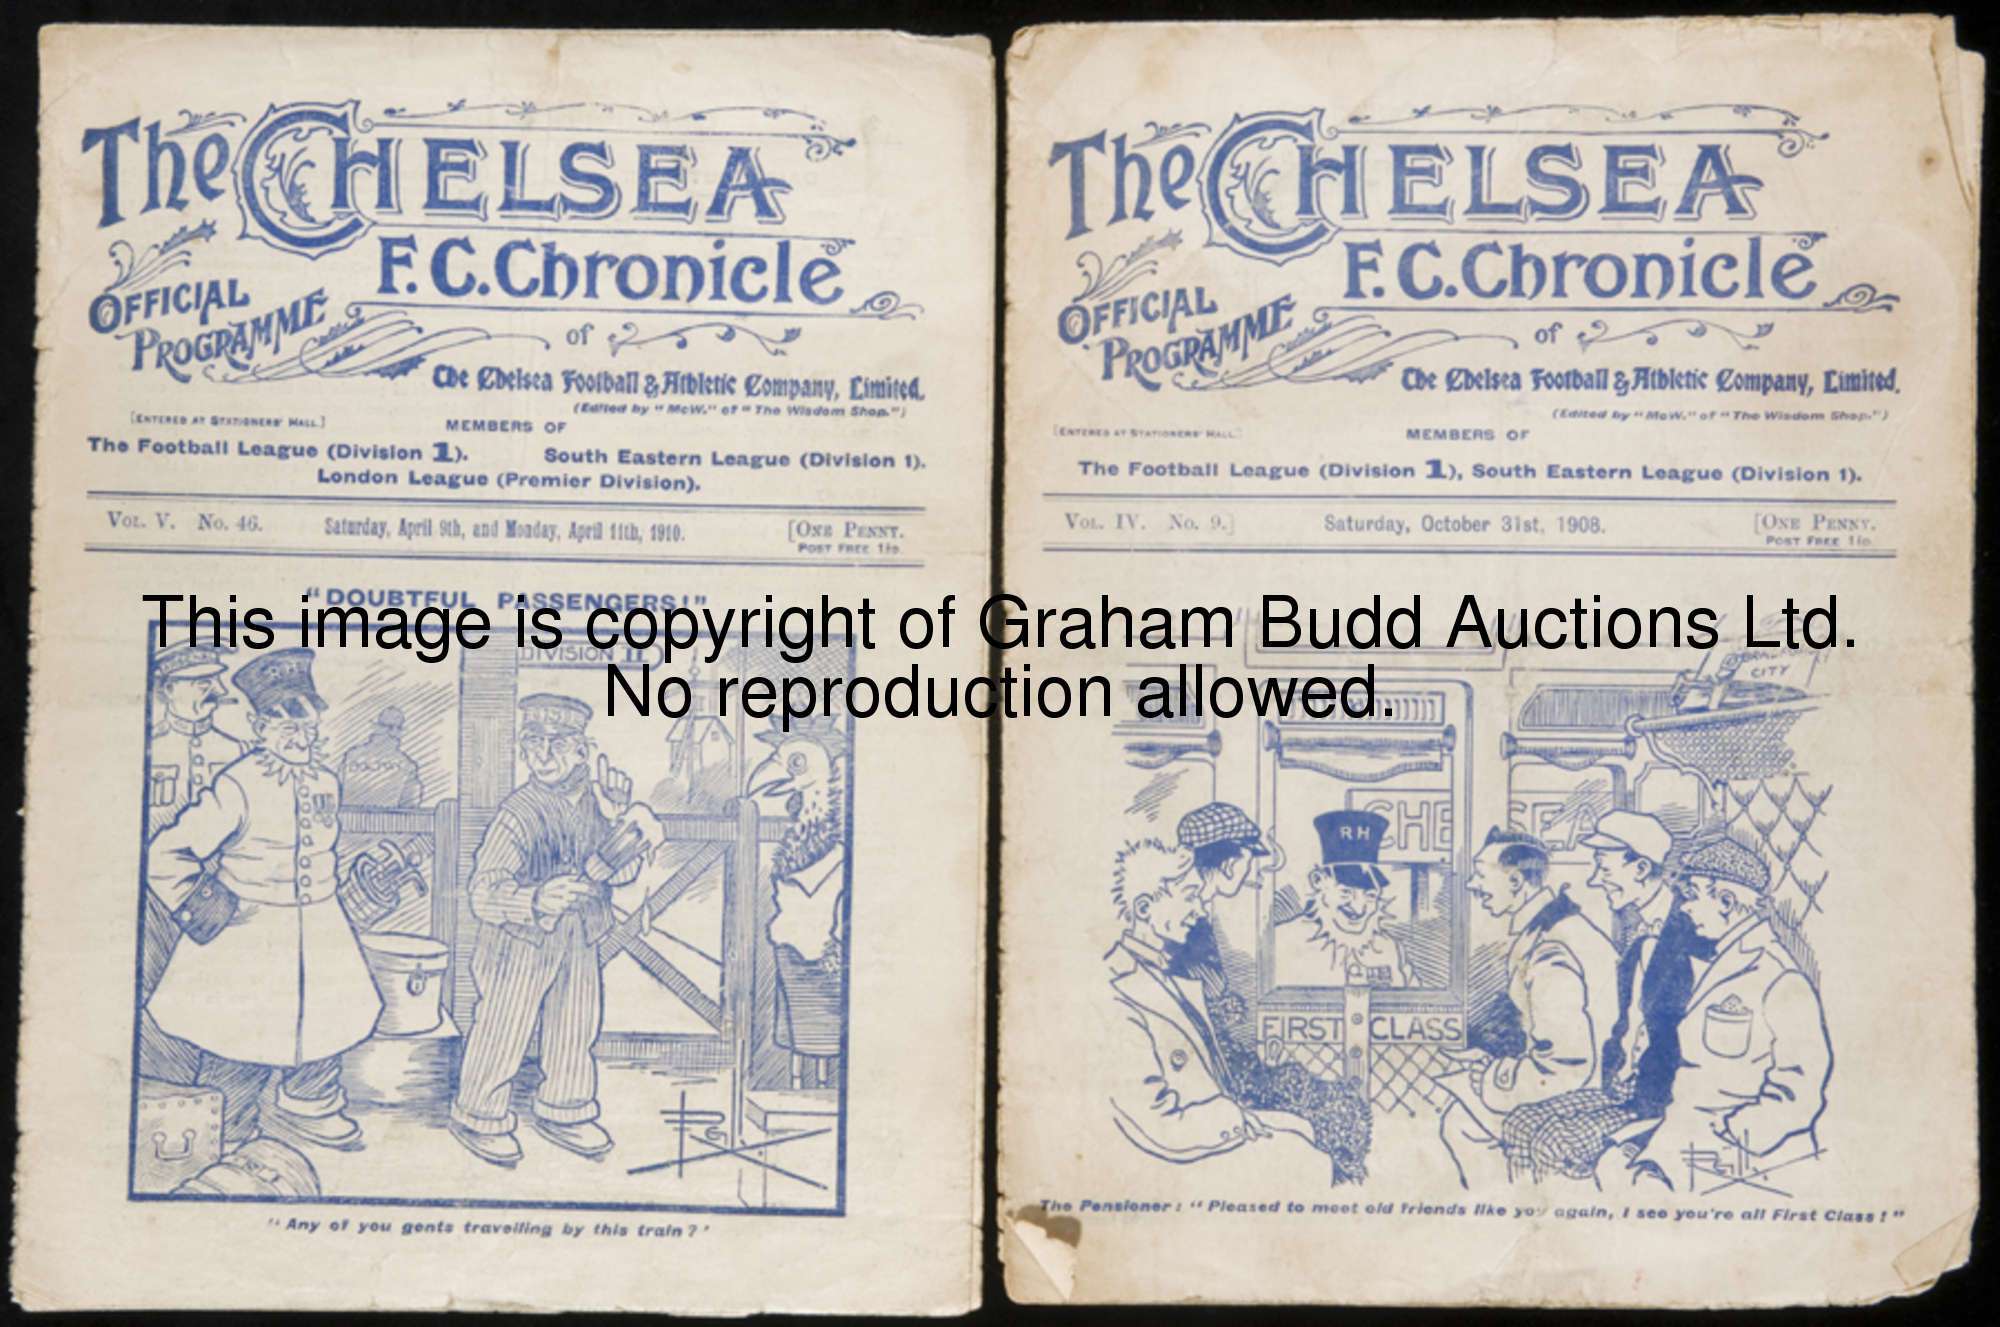 The CHELSEA
F.C. Chronicle
OFFICIAL
PROGRAMME
of
The Chelsea Football & Athletic Company, Limited.
(Edited by "McW." of "The Wisdom Shop.")
[ENTERED AT STATIONERS' HALL.]
MEMBERS OF
The Football League (Division 1). South Eastern League (Division 1).
London League (Premier Division).
VOL. V. No. 46. Saturday, April 9th, and Monday, April 11th, 1910. [ONE PENNY.
POST FREE 1½D.
"DOUBTFUL PASSENGERS!"
DIVISION II
"Any of you gents travelling by this train?"
The CHELSEA
F.C. Chronicle
OFFICIAL
PROGRAMME
of
The Chelsea Football & Athletic Company, Limited.
(Edited by "McW." of "The Wisdom Shop.")
[ENTERED AT STATIONERS' HALL.]
MEMBERS OF
The Football League (Division 1), South Eastern League (Division 1).
VOL. IV. No. 9.] Saturday, October 31st, 1908. [ONE PENNY.
POST FREE 1½D.
CITY
CHELSEA
RH
FIRST CLASS
The Pensioner: "Pleased to meet old friends like you again, I see you're all First Class!"
This image is copyright of Graham Budd Auctions Ltd.
No reproduction allowed.